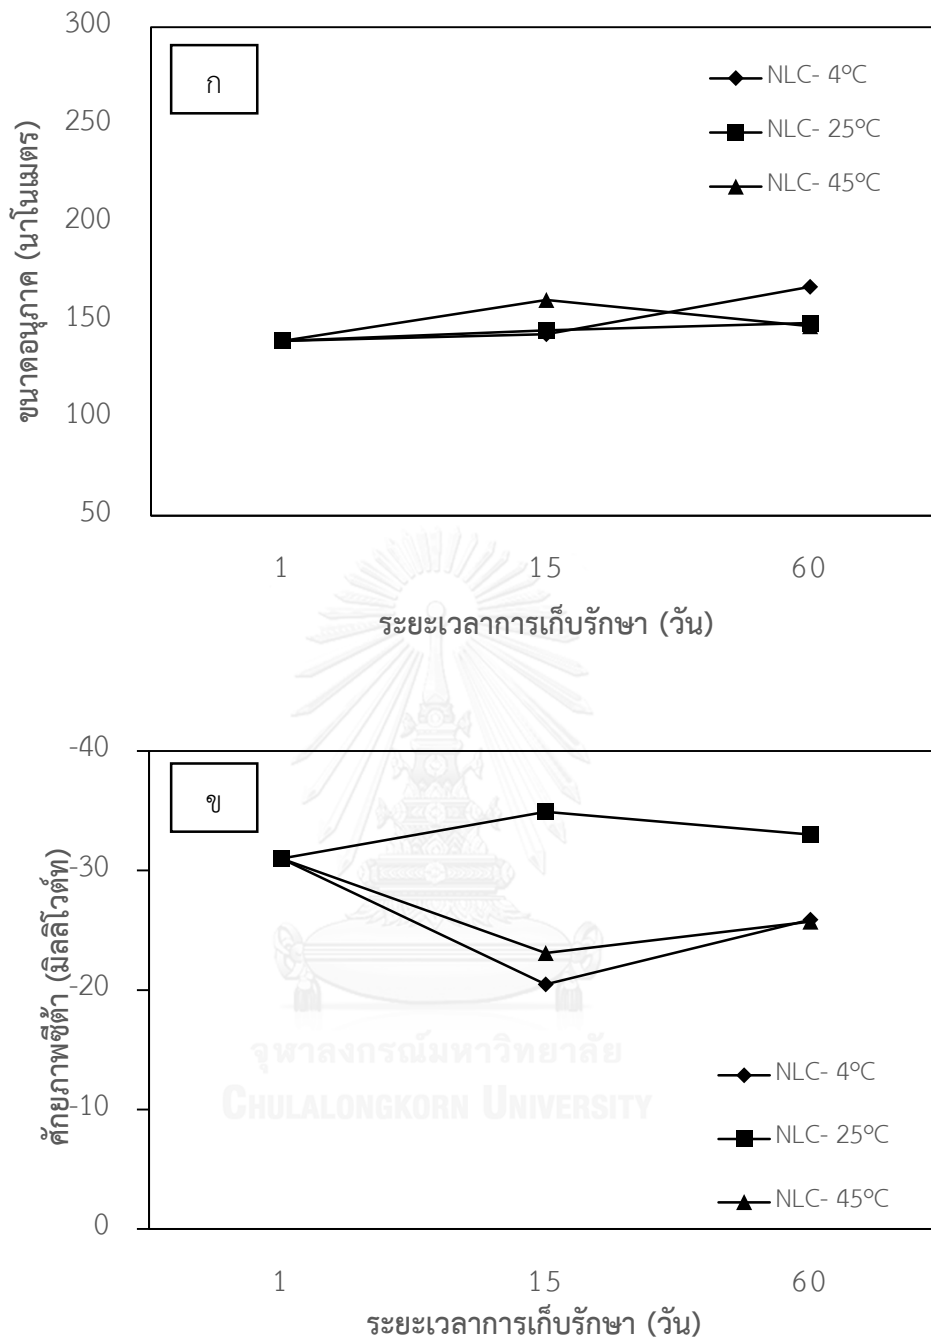 300
ก
NLC- 4°C
250
NLC- 25°C
NLC- 45°C
200
150
100
50
ขนาดอนุภาค (นาโนเมตร)
1 15 60
ระยะเวลาการเก็บรักษา (วัน)
-40
ข
-30
-20
-10
0
ศักยภาพซีต้า (มิลลิโวต์ท)
จุฬาลงกรณ์มหาวิทยาลัย
CHULALONGKORN UNIVERSITY
NLC- 4°C
NLC- 25°C
NLC- 45°C
1 15 60
ระยะเวลาการเก็บรักษา (วัน)